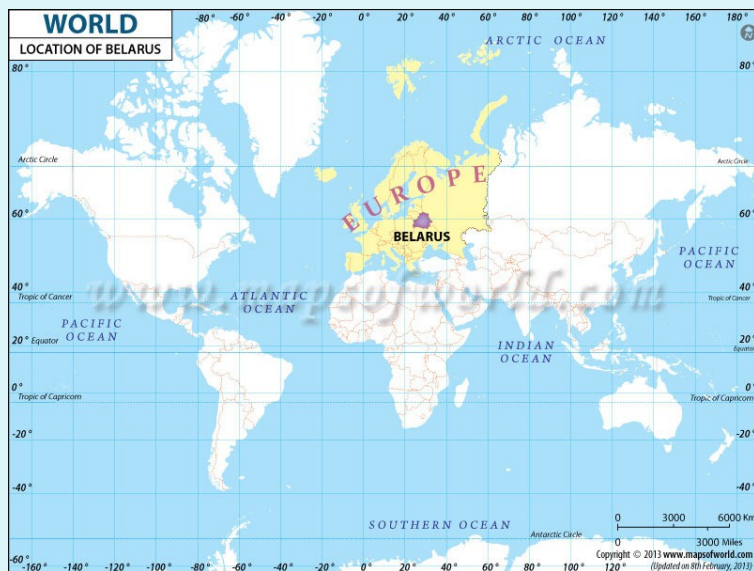 WORLD
LOCATION OF BELARUS
-80° -60° -40° -20° 0° 20° 40° 60° 80° 100° 120° 140° 160° 180°
ARCTIC OCEAN
80° 80°
Arctic Circle Arctic Circle
EUROPE
60° 60°
BELARUS
PACIFIC
OCEAN
40° 40°
www.mapsofworld.com
Tropic of Cancer Tropic of Cancer
ATLANTIC
OCEAN
PACIFIC
OCEAN
20° 20°
Equator Equator
INDIAN
OCEAN
0° 0°
Tropic of Capricorn Tropic of Capricorn
-20° -20°
-40° -40°
0 3000 6000 Km
SOUTHERN OCEAN
Antarctic Circle
0 3000 Miles
Copyright © 2013 www.mapsofworld.com
-60° -60°
-160° -140° -120° -100° -80° -60° -40° -20° 0° 20° 40° 60° 80° 100° 120°
(Updated on 8th February, 2013)